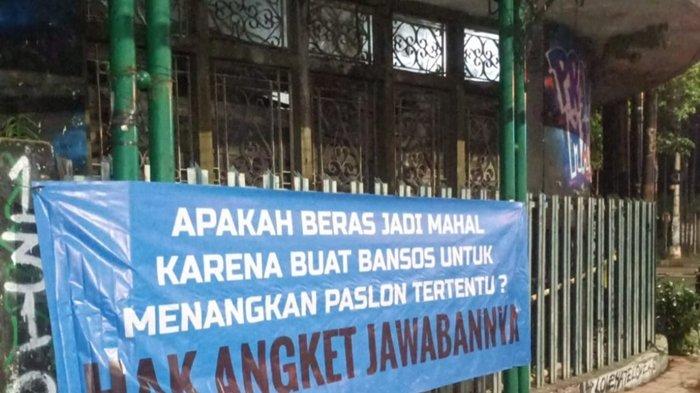 APAKAH BERAS JADI MAHAL
KARENA BUAT BANSOS UNTUK
MENANGKAN PASLON TERTENTU ?
HAK ANGKET JAWABANNYA